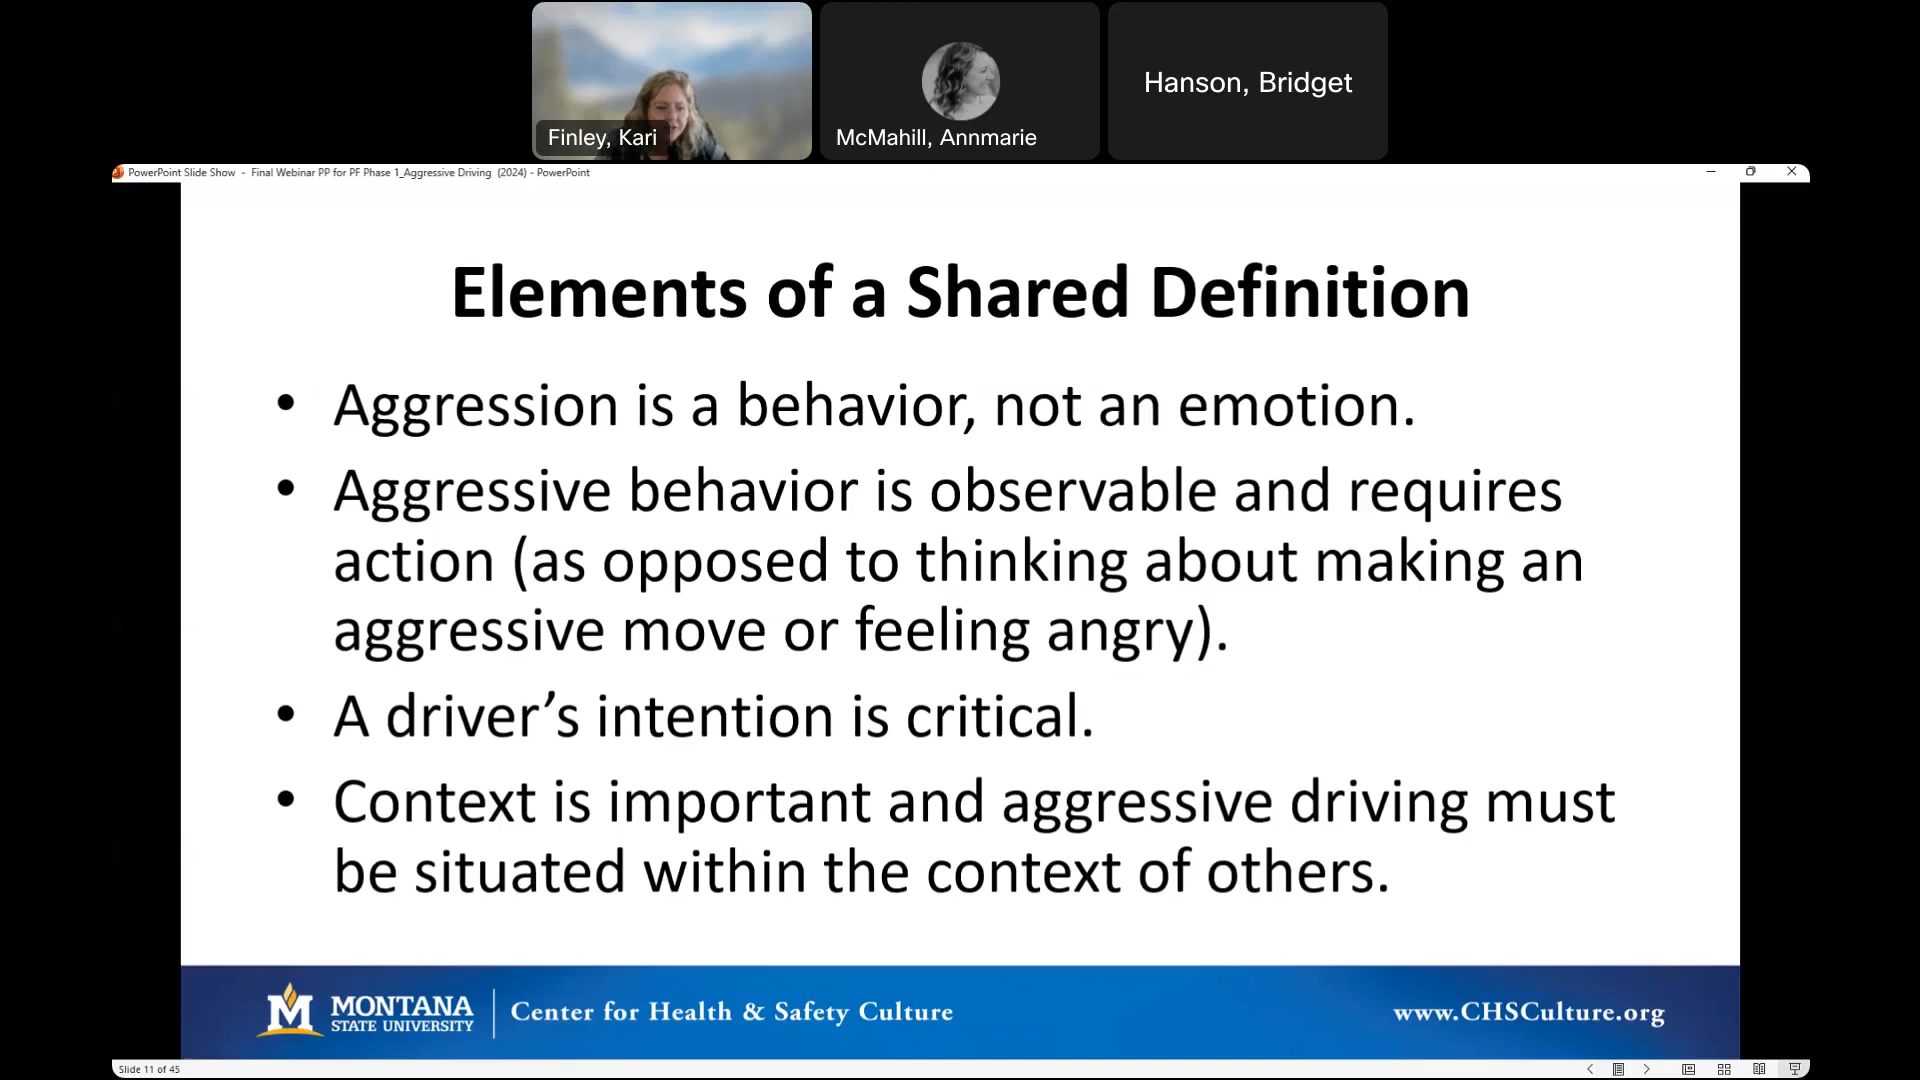 Finley, Kari
McMahill, Annmarie
Hanson, Bridget
PowerPoint Slide Show - Final Webinar PP for PF Phase 1_Aggressive Driving (2024) - PowerPoint
Elements of a Shared Definition
• Aggression is a behavior, not an emotion.
• Aggressive behavior is observable and requires
action (as opposed to thinking about making an
aggressive move or feeling angry).
• A driver’s intention is critical.
• Context is important and aggressive driving must
be situated within the context of others.
M MONTANA
STATE UNIVERSITY
Center for Health & Safety Culture
www.CHSCulture.org
Slide 11 of 45